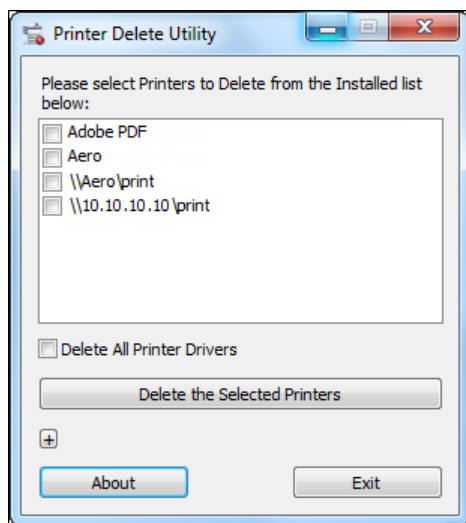 Printer Delete Utility
Please select Printers to Delete from the Installed list
below:
Adobe PDF
Aero
\\Aero\print
\\10.10.10.10\print
Delete All Printer Drivers
Delete the Selected Printers
About
Exit